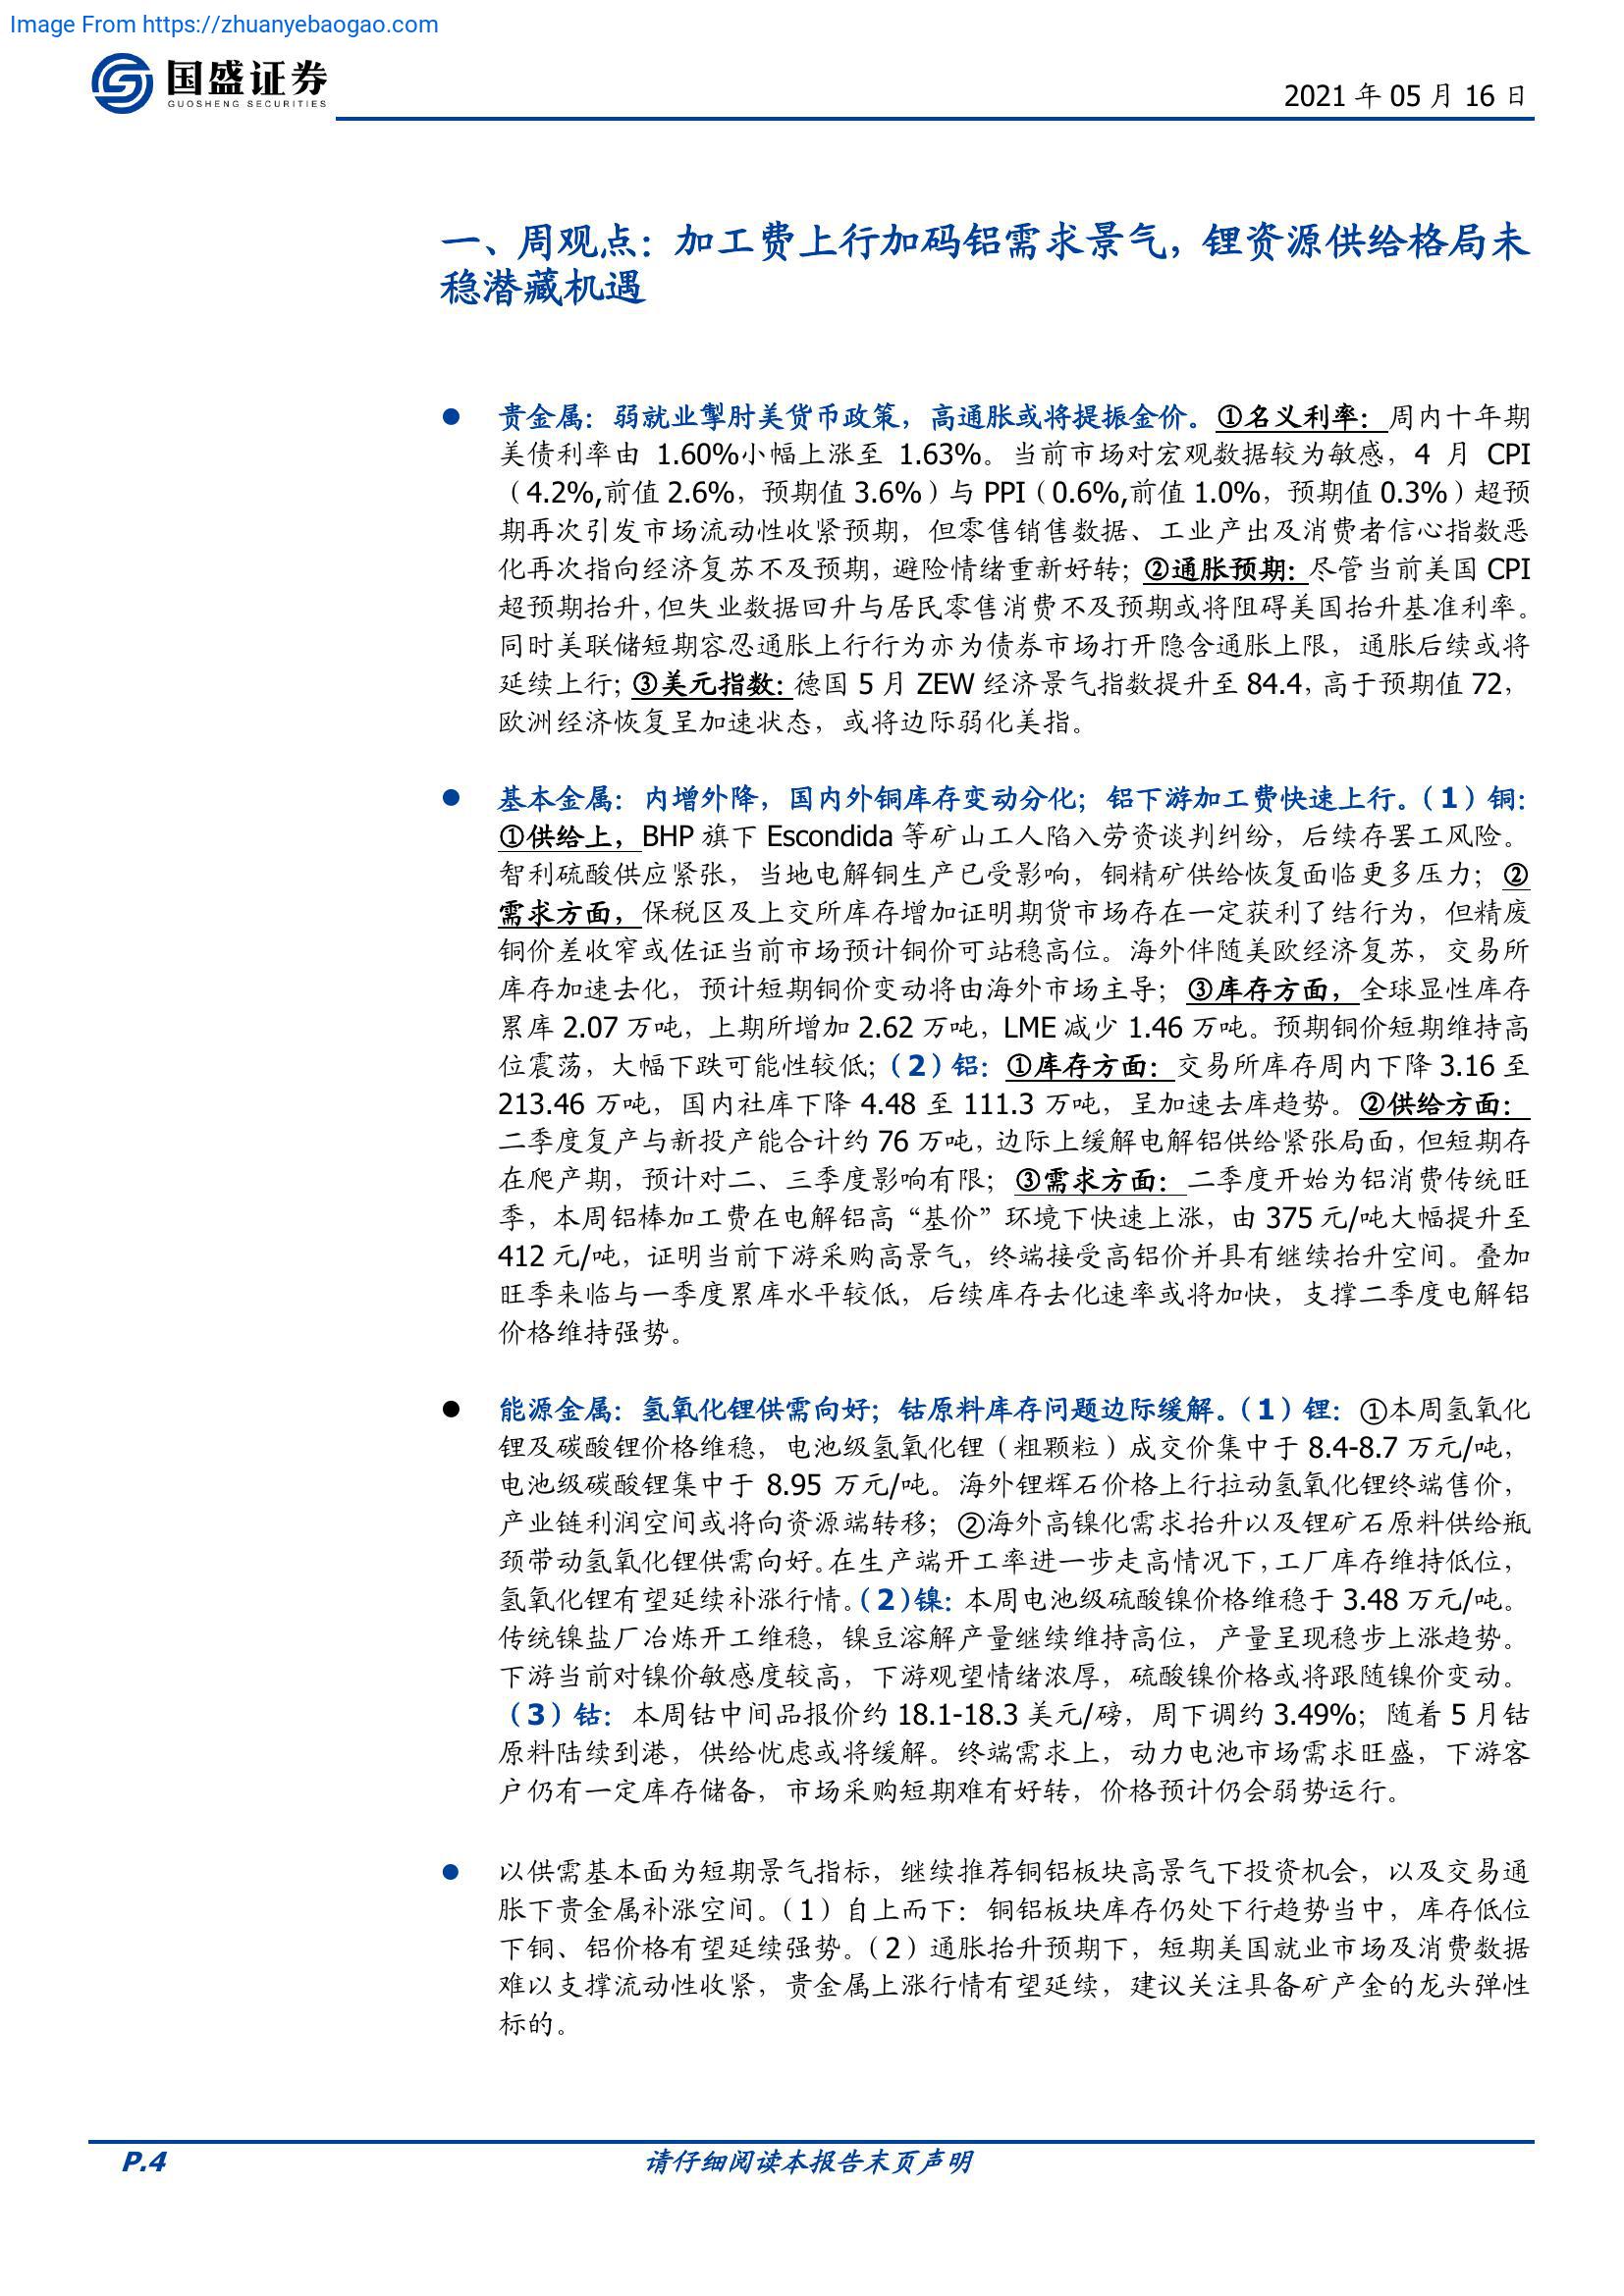 Image From https://zhuanyebaogao.com
国盛证券
GUOSHENG SECURITIES
2021 年 05 月 16 日
一、周观点：加工费上行加码铝需求景气，锂资源供给格局未
稳潜藏机遇
● 贵金属：弱就业掣肘美货币政策，高通胀或将提振金价。①名义利率：周内十年期
美债利率由 1.60%小幅上涨至 1.63%。当前市场对宏观数据较为敏感，4 月 CPI
（4.2%,前值 2.6%，预期值 3.6%）与 PPI（0.6%,前值 1.0%，预期值 0.3%）超预
期再次引发市场流动性收紧预期，但零售销售数据、工业产出及消费者信心指数恶
化再次指向经济复苏不及预期，避险情绪重新好转；②通胀预期：尽管当前美国 CPI
超预期抬升，但失业数据回升与居民零售消费不及预期或将阻碍美国抬升基准利率。
同时美联储短期容忍通胀上行行为亦为债券市场打开隐含通胀上限，通胀后续或将
延续上行；③美元指数：德国 5 月 ZEW 经济景气指数提升至 84.4，高于预期值 72，
欧洲经济恢复呈加速状态，或将边际弱化美指。
● 基本金属：内增外降，国内外铜库存变动分化；铝下游加工费快速上行。（1）铜：
①供给上，BHP 旗下 Escondida 等矿山工人陷入劳资谈判纠纷，后续存罢工风险。
智利硫酸供应紧张，当地电解铜生产已受影响，铜精矿供给恢复面临更多压力；②
需求方面，保税区及上交所库存增加证明期货市场存在一定获利了结行为，但精废
铜价差收窄或佐证当前市场预计铜价可站稳高位。海外伴随美欧经济复苏，交易所
库存加速去化，预计短期铜价变动将由海外市场主导；③库存方面，全球显性库存
累库 2.07 万吨，上期所增加 2.62 万吨，LME 减少 1.46 万吨。预期铜价短期维持高
位震荡，大幅下跌可能性较低；（2）铝：①库存方面：交易所库存周内下降 3.16 至
213.46 万吨，国内社库下降 4.48 至 111.3 万吨，呈加速去库趋势。②供给方面：
二季度复产与新投产能合计约 76 万吨，边际上缓解电解铝供给紧张局面，但短期存
在爬产期，预计对二、三季度影响有限；③需求方面：二季度开始为铝消费传统旺
季，本周铝棒加工费在电解铝高“基价”环境下快速上涨，由 375 元/吨大幅提升至
412 元/吨，证明当前下游采购高景气，终端接受高铝价并具有继续抬升空间。叠加
旺季来临与一季度累库水平较低，后续库存去化速率或将加快，支撑二季度电解铝
价格维持强势。
● 能源金属：氢氧化锂供需向好；钴原料库存问题边际缓解。（1）锂：①本周氢氧化
锂及碳酸锂价格维稳，电池级氢氧化锂（粗颗粒）成交价集中于 8.4-8.7 万元/吨，
电池级碳酸锂集中于 8.95 万元/吨。海外锂辉石价格上行拉动氢氧化锂终端售价，
产业链利润空间或将向资源端转移；②海外高镍化需求抬升以及锂矿石原料供给瓶
颈带动氢氧化锂供需向好。在生产端开工率进一步走高情况下，工厂库存维持低位，
氢氧化锂有望延续补涨行情。（2）镍：本周电池级硫酸镍价格维稳于 3.48 万元/吨。
传统镍盐厂冶炼开工维稳，镍豆溶解产量继续维持高位，产量呈现稳步上涨趋势。
下游当前对镍价敏感度较高，下游观望情绪浓厚，硫酸镍价格或将跟随镍价变动。
（3）钴：本周钴中间品报价约 18.1-18.3 美元/磅，周下调约 3.49%；随着 5 月钴
原料陆续到港，供给忧虑或将缓解。终端需求上，动力电池市场需求旺盛，下游客
户仍有一定库存储备，市场采购短期难有好转，价格预计仍会弱势运行。
● 以供需基本面为短期景气指标，继续推荐铜铝板块高景气下投资机会，以及交易通
胀下贵金属补涨空间。（1）自上而下：铜铝板块库存仍处下行趋势当中，库存低位
下铜、铝价格有望延续强势。（2）通胀抬升预期下，短期美国就业市场及消费数据
难以支撑流动性收紧，贵金属上涨行情有望延续，建议关注具备矿产金的龙头弹性
标的。
P.4
请仔细阅读本报告末页声明